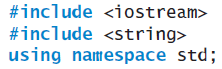 #include <iostream>
#include <string>
using namespace std;